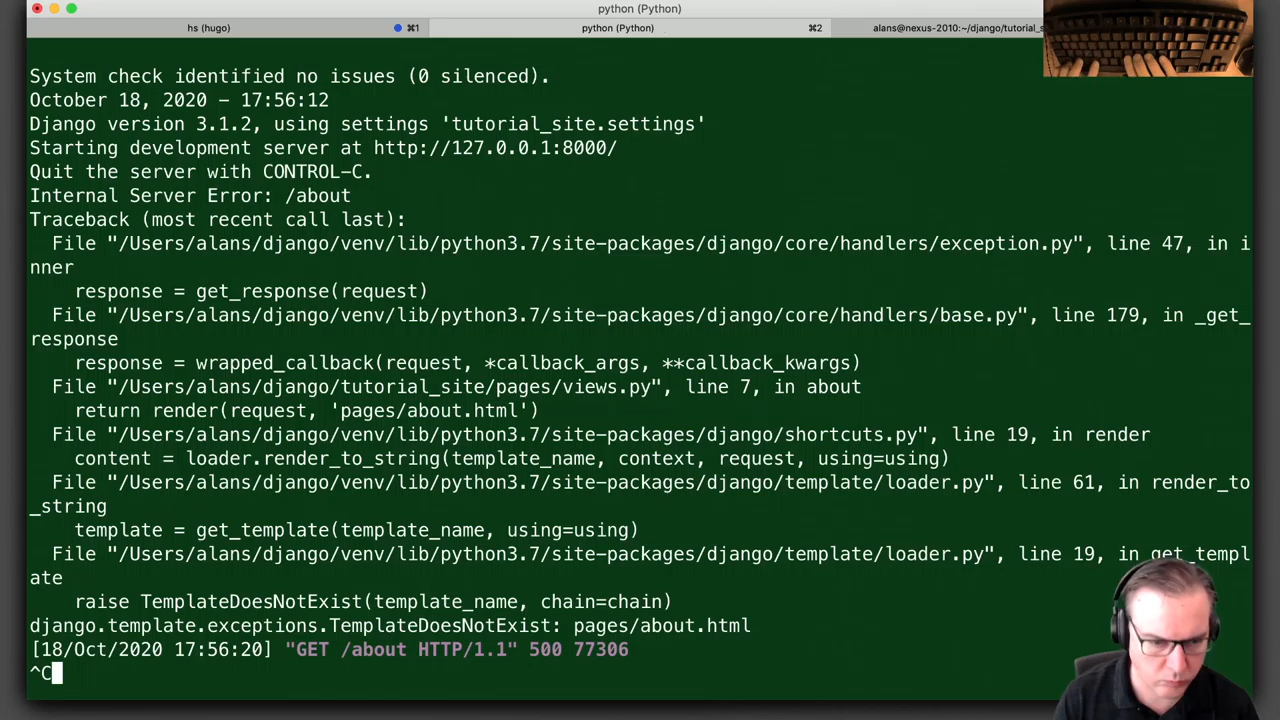 python (Python)
hs (hugo) ⌘1 python (Python) ⌘2 alans@nexus-2010:~/django/tutorial_s
System check identified no issues (0 silenced).
October 18, 2020 - 17:56:12
Django version 3.1.2, using settings 'tutorial_site.settings'
Starting development server at http://127.0.0.1:8000/
Quit the server with CONTROL-C.
Internal Server Error: /about
Traceback (most recent call last):
  File "/Users/alans/django/venv/lib/python3.7/site-packages/django/core/handlers/exception.py", line 47, in i
nner
    response = get_response(request)
  File "/Users/alans/django/venv/lib/python3.7/site-packages/django/core/handlers/base.py", line 179, in _get_
response
    response = wrapped_callback(request, *callback_args, **callback_kwargs)
  File "/Users/alans/django/tutorial_site/pages/views.py", line 7, in about
    return render(request, 'pages/about.html')
  File "/Users/alans/django/venv/lib/python3.7/site-packages/django/shortcuts.py", line 19, in render
    content = loader.render_to_string(template_name, context, request, using=using)
  File "/Users/alans/django/venv/lib/python3.7/site-packages/django/template/loader.py", line 61, in render_to
_string
    template = get_template(template_name, using=using)
  File "/Users/alans/django/venv/lib/python3.7/site-packages/django/template/loader.py", line 19, in get_templ
ate
    raise TemplateDoesNotExist(template_name, chain=chain)
django.template.exceptions.TemplateDoesNotExist: pages/about.html
[18/Oct/2020 17:56:20] "GET /about HTTP/1.1" 500 77306
^C